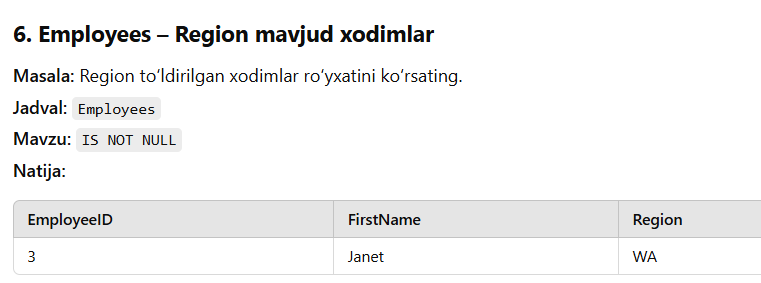 6. Employees – Region mavjud xodimlar
Masala: Region to‘ldirilgan xodimlar ro‘yxatini ko‘rsating.
Jadval: Employees
Mavzu: IS NOT NULL
Natija:
EmployeeID FirstName Region
3 Janet WA